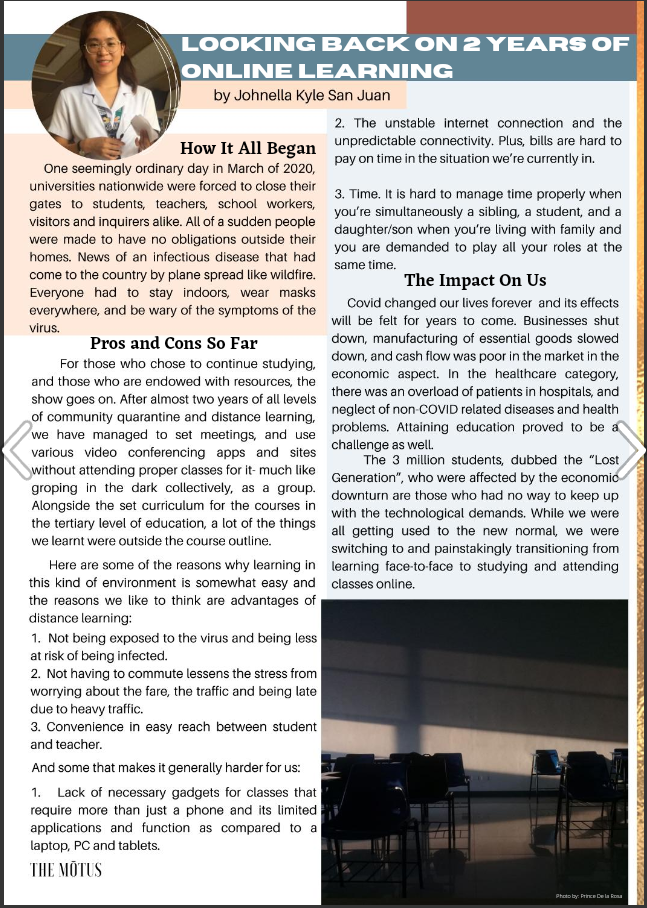 LOOKING BACK ON 2 YEARS OF
ONLINE LEARNING
by Johnella Kyle San Juan
How It All Began
One seemingly ordinary day in March of 2020,
universities nationwide were forced to close their
gates to students, teachers, school workers,
visitors and inquirers alike. All of a sudden people
were made to have no obligations outside their
homes. News of an infectious disease that had
come to the country by plane spread like wildfire.
Everyone had to stay indoors, wear masks
everywhere, and be wary of the symptoms of the
virus.
Pros and Cons So Far
For those who chose to continue studying,
and those who are endowed with resources, the
show goes on. After almost two years of all levels
of community quarantine and distance learning,
we have managed to set meetings, and use
various video conferencing apps and sites
without attending proper classes for it- much like
groping in the dark collectively, as a group.
Alongside the set curriculum for the courses in
the tertiary level of education, a lot of the things
we learnt were outside the course outline.
Here are some of the reasons why learning in
this kind of environment is somewhat easy and
the reasons we like to think are advantages of
distance learning:
1. Not being exposed to the virus and being less
at risk of being infected.
2. Not having to commute lessens the stress from
worrying about the fare, the traffic and being late
due to heavy traffic.
3. Convenience in easy reach between student
and teacher.
And some that makes it generally harder for us:
1. Lack of necessary gadgets for classes that
require more than just a phone and its limited
applications and function as compared to a
laptop, PC and tablets.
THE MŌTUS
2. The unstable internet connection and the
unpredictable connectivity. Plus, bills are hard to
pay on time in the situation we're currently in.
3. Time. It is hard to manage time properly when
you're simultaneously a sibling, a student, and a
daughter/son when you're living with family and
you are demanded to play all your roles at the
same time.
The Impact On Us
Covid changed our lives forever and its effects
will be felt for years to come. Businesses shut
down, manufacturing of essential goods slowed
down, and cash flow was poor in the market in the
economic aspect. In the healthcare category,
there was an overload of patients in hospitals, and
neglect of non-COVID related diseases and health
problems. Attaining education proved to be a
challenge as well.
The 3 million students, dubbed the "Lost
Generation", who were affected by the economic
downturn are those who had no way to keep up
with the technological demands. While we were
all getting used to the new normal, we were
switching to and painstakingly transitioning from
learning face-to-face to studying and attending
classes online.
Photo by: Prince De la Rosa